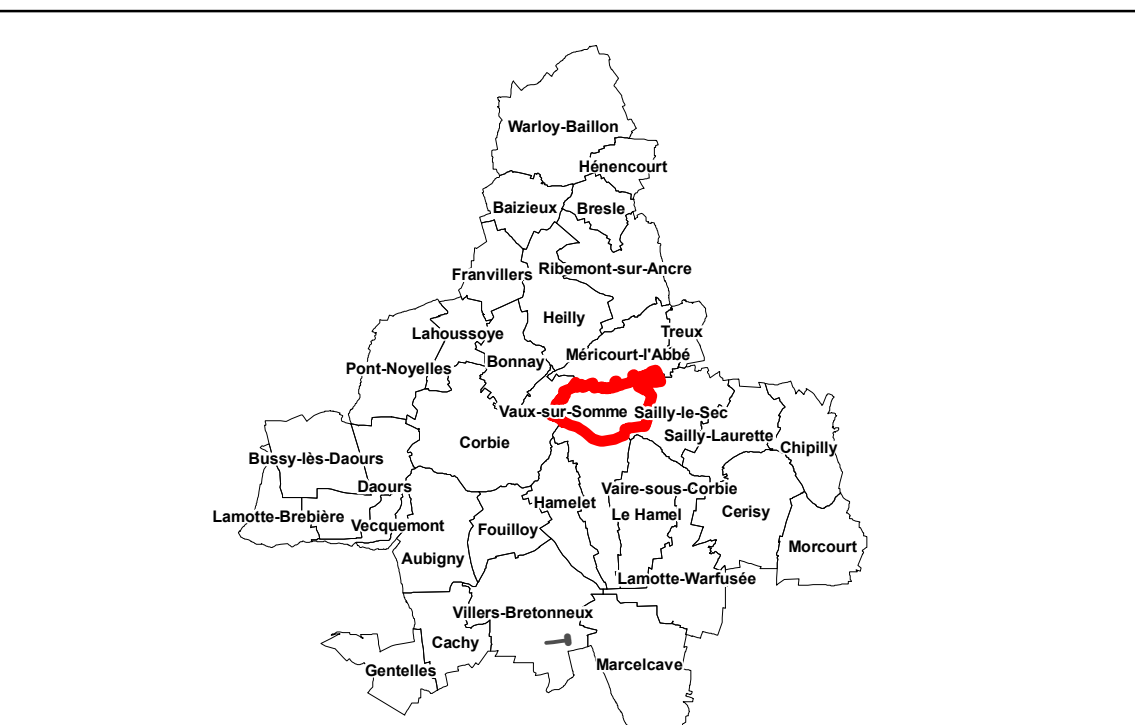 Warloy-Baillon
Hénencourt
Baizieux
Bresle
Franvillers
Ribemont-sur-Ancre
Heilly
Treux
Lahoussoye
Méricourt-l'Abbé
Bonnay
Pont-Noyelles
Vaux-sur-Somme
Sailly-le-Sec
Corbie
Sailly-Laurette
Chipilly
Bussy-lès-Daours
Daours
Vaire-sous-Corbie
Hamelet
Le Hamel
Cerisy
Lamotte-Brebière
Vecquemont
Fouilloy
Morcourt
Aubigny
Lamotte-Warfusée
Villers-Bretonneux
Cachy
Marcelcave
Gentelles